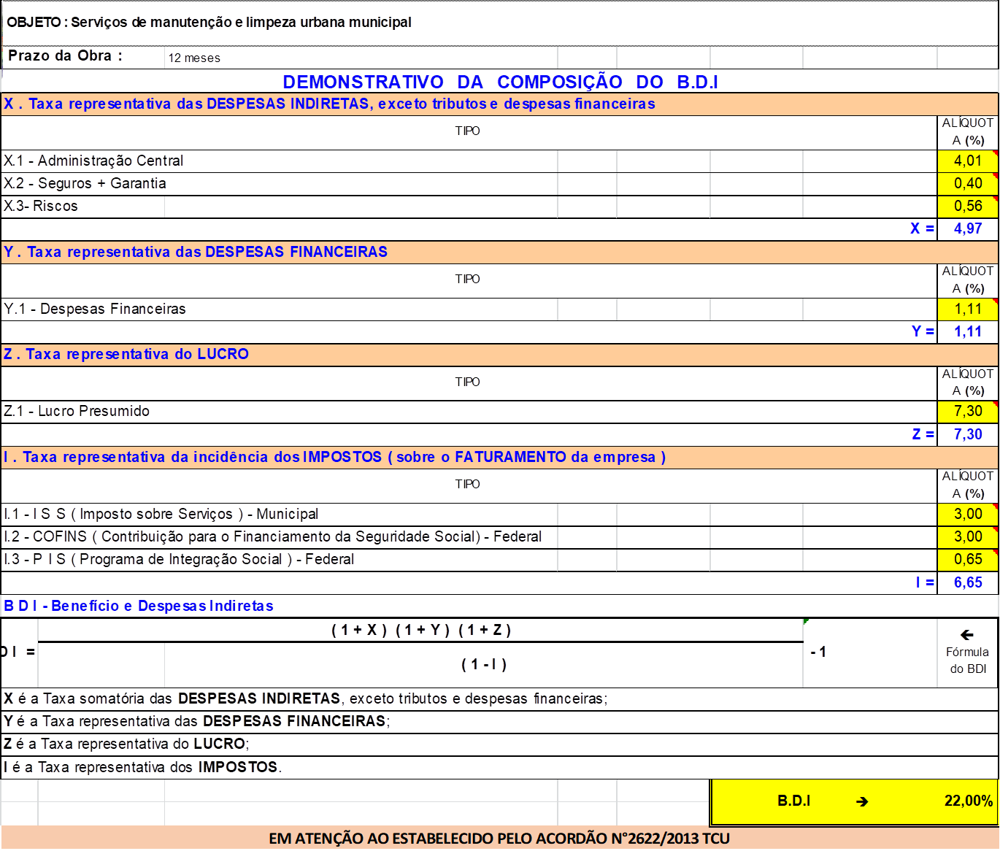 OBJETO : Serviços de manutenção e limpeza urbana municipal
Prazo da Obra : 12 meses
DEMONSTRATIVO DA COMPOSIÇÃO DO B.D.I
X . Taxa representativa das DESPESAS INDIRETAS, exceto tributos e despesas financeiras
TIPO
ALÍQUOT
A (%)
X.1 - Administração Central 4,01
X.2 - Seguros + Garantia 0,40
X.3- Riscos 0,56
X = 4,97
Y . Taxa representativa das DESPESAS FINANCEIRAS
TIPO
ALÍQUOT
A (%)
Y.1 - Despesas Financeiras 1,11
Y = 1,11
Z . Taxa representativa do LUCRO
TIPO
ALÍQUOT
A (%)
Z.1 - Lucro Presumido 7,30
Z = 7,30
I . Taxa representativa da incidência dos IMPOSTOS ( sobre o FATURAMENTO da empresa )
TIPO
ALÍQUOT
A (%)
I.1 - I S S ( Imposto sobre Serviços ) - Municipal 3,00
I.2 - COFINS ( Contribuição para o Financiamento da Seguridade Social) - Federal 3,00
I.3 - P I S ( Programa de Integração Social ) - Federal 0,65
I = 6,65
B D I - Benefício e Despesas Indiretas
( 1 + X ) ( 1 + Y ) ( 1 + Z )
D I = - 1
( 1 - I )
🡨
Fórmula
do BDI
X é a Taxa somatória das DESPESAS INDIRETAS, exceto tributos e despesas financeiras;
Y é a Taxa representativa das DESPESAS FINANCEIRAS;
Z é a Taxa representativa do LUCRO;
I é a Taxa representativa dos IMPOSTOS.
B.D.I ➔ 22,00%
EM ATENÇÃO AO ESTABELECIDO PELO ACORDÃO N°2622/2013 TCU